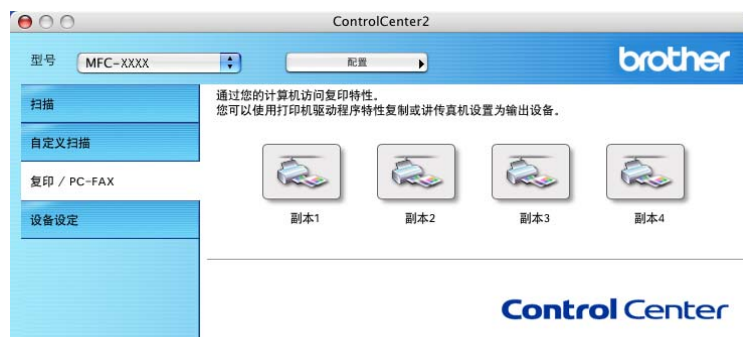 ControlCenter2
型号 MFC-XXXX 配置 brother
扫描
自定义扫描
复印 / PC-FAX
设备设定
通过您的计算机访问复印特性。
您可以使用打印机驱动程序特性复制或讲传真机设置为输出设备。
副本1 副本2 副本3 副本4
Control Center